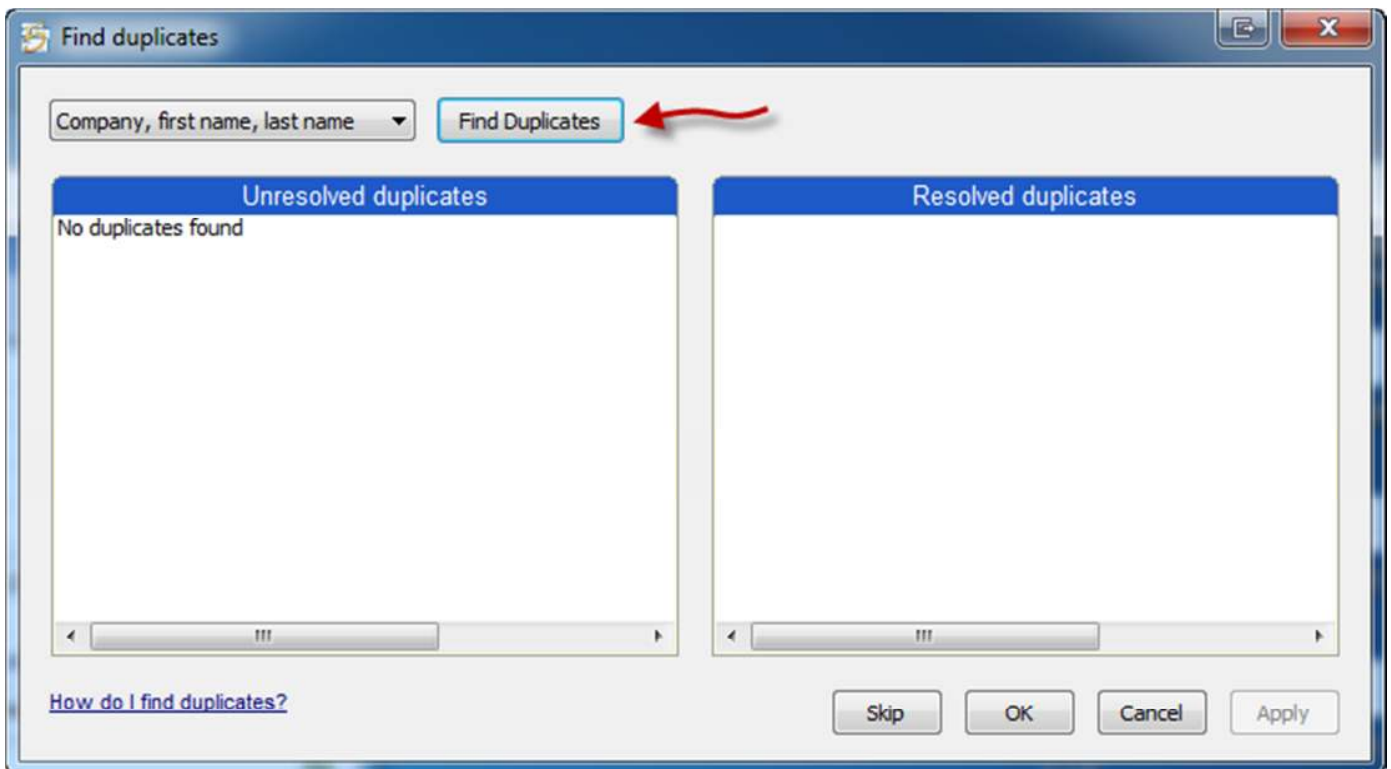 Find duplicates
Company, first name, last name
Find Duplicates
Unresolved duplicates
Resolved duplicates
No duplicates found
How do I find duplicates?
Skip
OK
Cancel
Apply